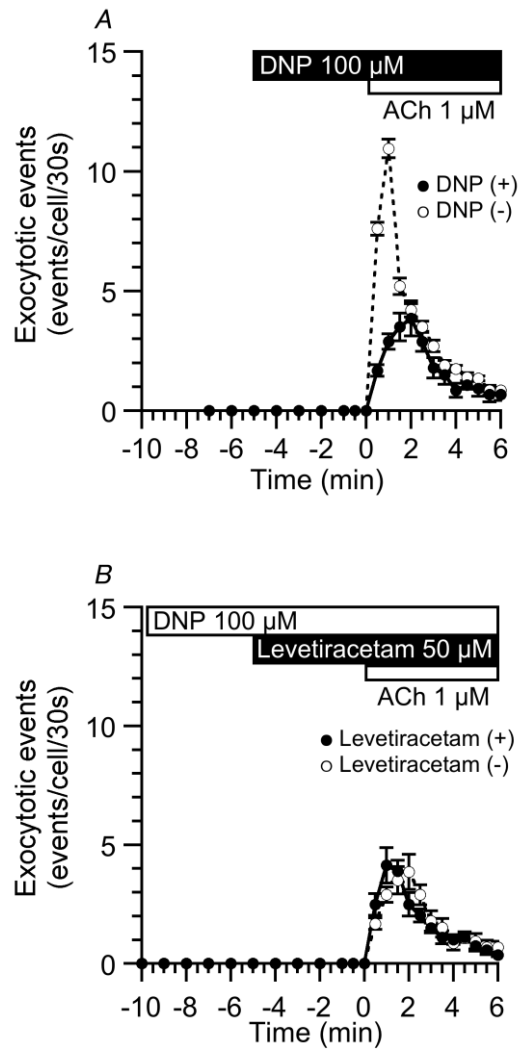 A
15
10
5
0
Exocytotic events
(events/cell/30s)
DNP 100 µM
ACh 1 µM
DNP (+)
DNP (-)
-10 -8 -6 -4 -2 0 2 4 6
Time (min)
B
15
10
5
0
Exocytotic events
(events/cell/30s)
DNP 100 µM
Levetiracetam 50 µM
ACh 1 µM
Levetiracetam (+)
Levetiracetam (-)
-10 -8 -6 -4 -2 0 2 4 6
Time (min)